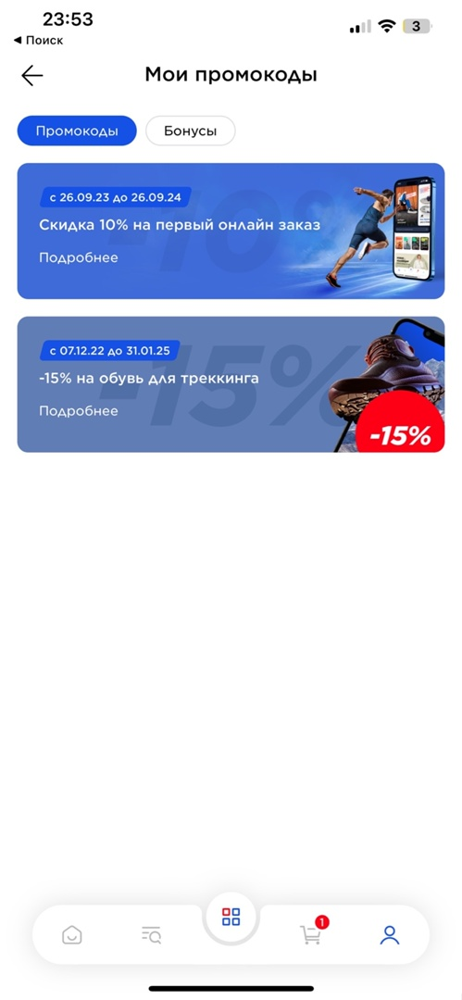 23:53
◀ Поиск
3
Мои промокоды
Промокоды
Бонусы
-10%
с 26.09.23 до 26.09.24
Скидка 10% на первый онлайн заказ
Подробнее
-15%
с 07.12.22 до 31.01.25
-15% на обувь для треккинга
Подробнее
-15%
1